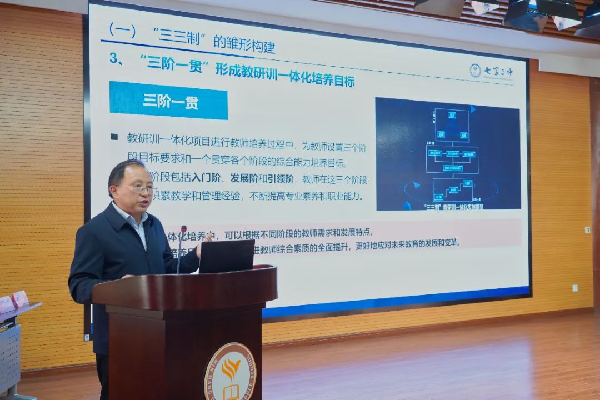 (一)“三三制”的雏形构建
3、“三阶一贯”形成教研训一体化培养目标
三阶一贯
教研训一体化项目进行教师培养过程中，为教师设置三个阶
段目标要求和一个贯穿各个阶段的综合能力培养目标。
阶段包括入门阶、发展阶和引领阶，教师在这三个阶段
积累教学和管理经验，不断提高专业素养和职业能力。
体化培养中，可以根据不同阶段的教师需求和发展特点，
进教师综合素质的全面提升，更好地应对未来教育的发展和变革。